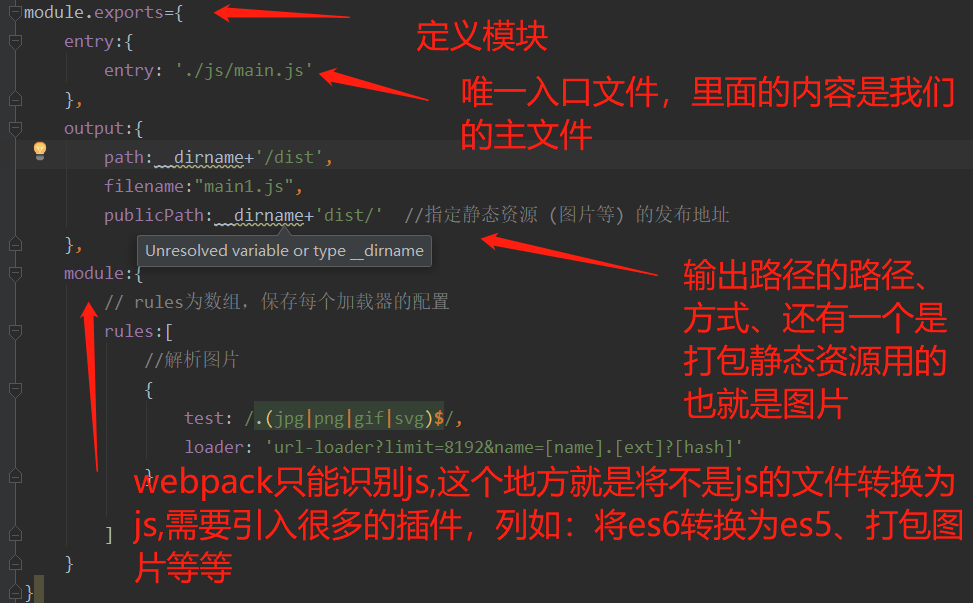 module.exports={
定义模块
entry:{
entry: './js/main.js'
唯一入口文件，里面的内容是我们
的主文件
},
output:{
path:__dirname+'/dist',
filename:"main1.js",
publicPath:__dirname+'dist/' //指定静态资源（图片等）的发布地址
},
Unresolved variable or type __dirname
输出路径的路径、
方式、还有一个是
打包静态资源用的
也就是图片
module:{
// rules为数组，保存每个加载器的配置
rules:[
//解析图片
{
test: /.(jpg|png|gif|svg)$/,
loader: 'url-loader?limit=8192&name=[name].[ext]?[hash]'
}
webpack只能识别js,这个地方就是将不是js的文件转换为
js,需要引入很多的插件，列如：将es6转换为es5、打包图
片等等
]
}
}